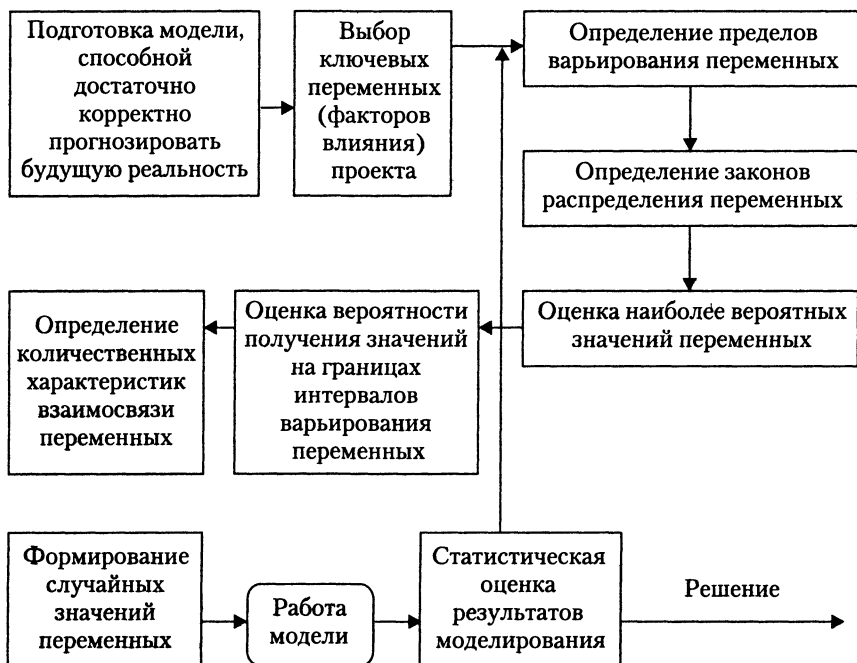 Подготовка модели,
способной
достаточно
корректно
прогнозировать
будущую реальность
Выбор
ключевых
переменных
(факторов
влияния)
проекта
Определение пределов
варьирования переменных
Определение законов
распределения переменных
Оценка наиболее вероятных
значений переменных
Оценка вероятности
получения значений
на границах
интервалов
варьирования
переменных
Определение
количественных
характеристик
взаимосвязи
переменных
Формирование
случайных
значений
переменных
Работа
модели
Статистическая
оценка
результатов
моделирования
Решение